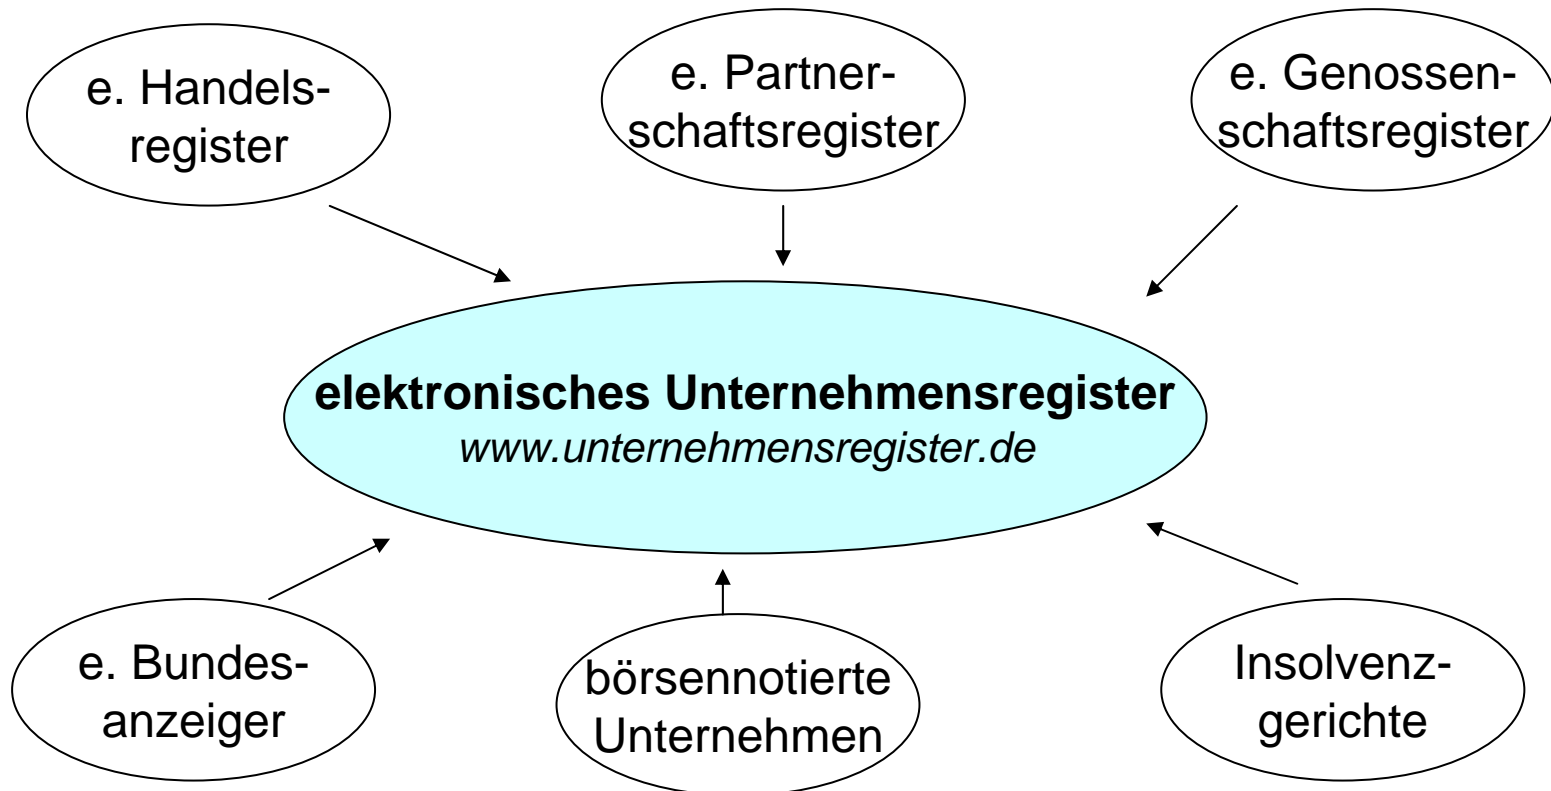 e. Handels-
register
e. Partner-
schaftsregister
e. Genossen-
schaftsregister
elektronisches Unternehmensregister
www.unternehmensregister.de
e. Bundes-
anzeiger
börsennotierte
Unternehmen
Insolvenz-
gerichte